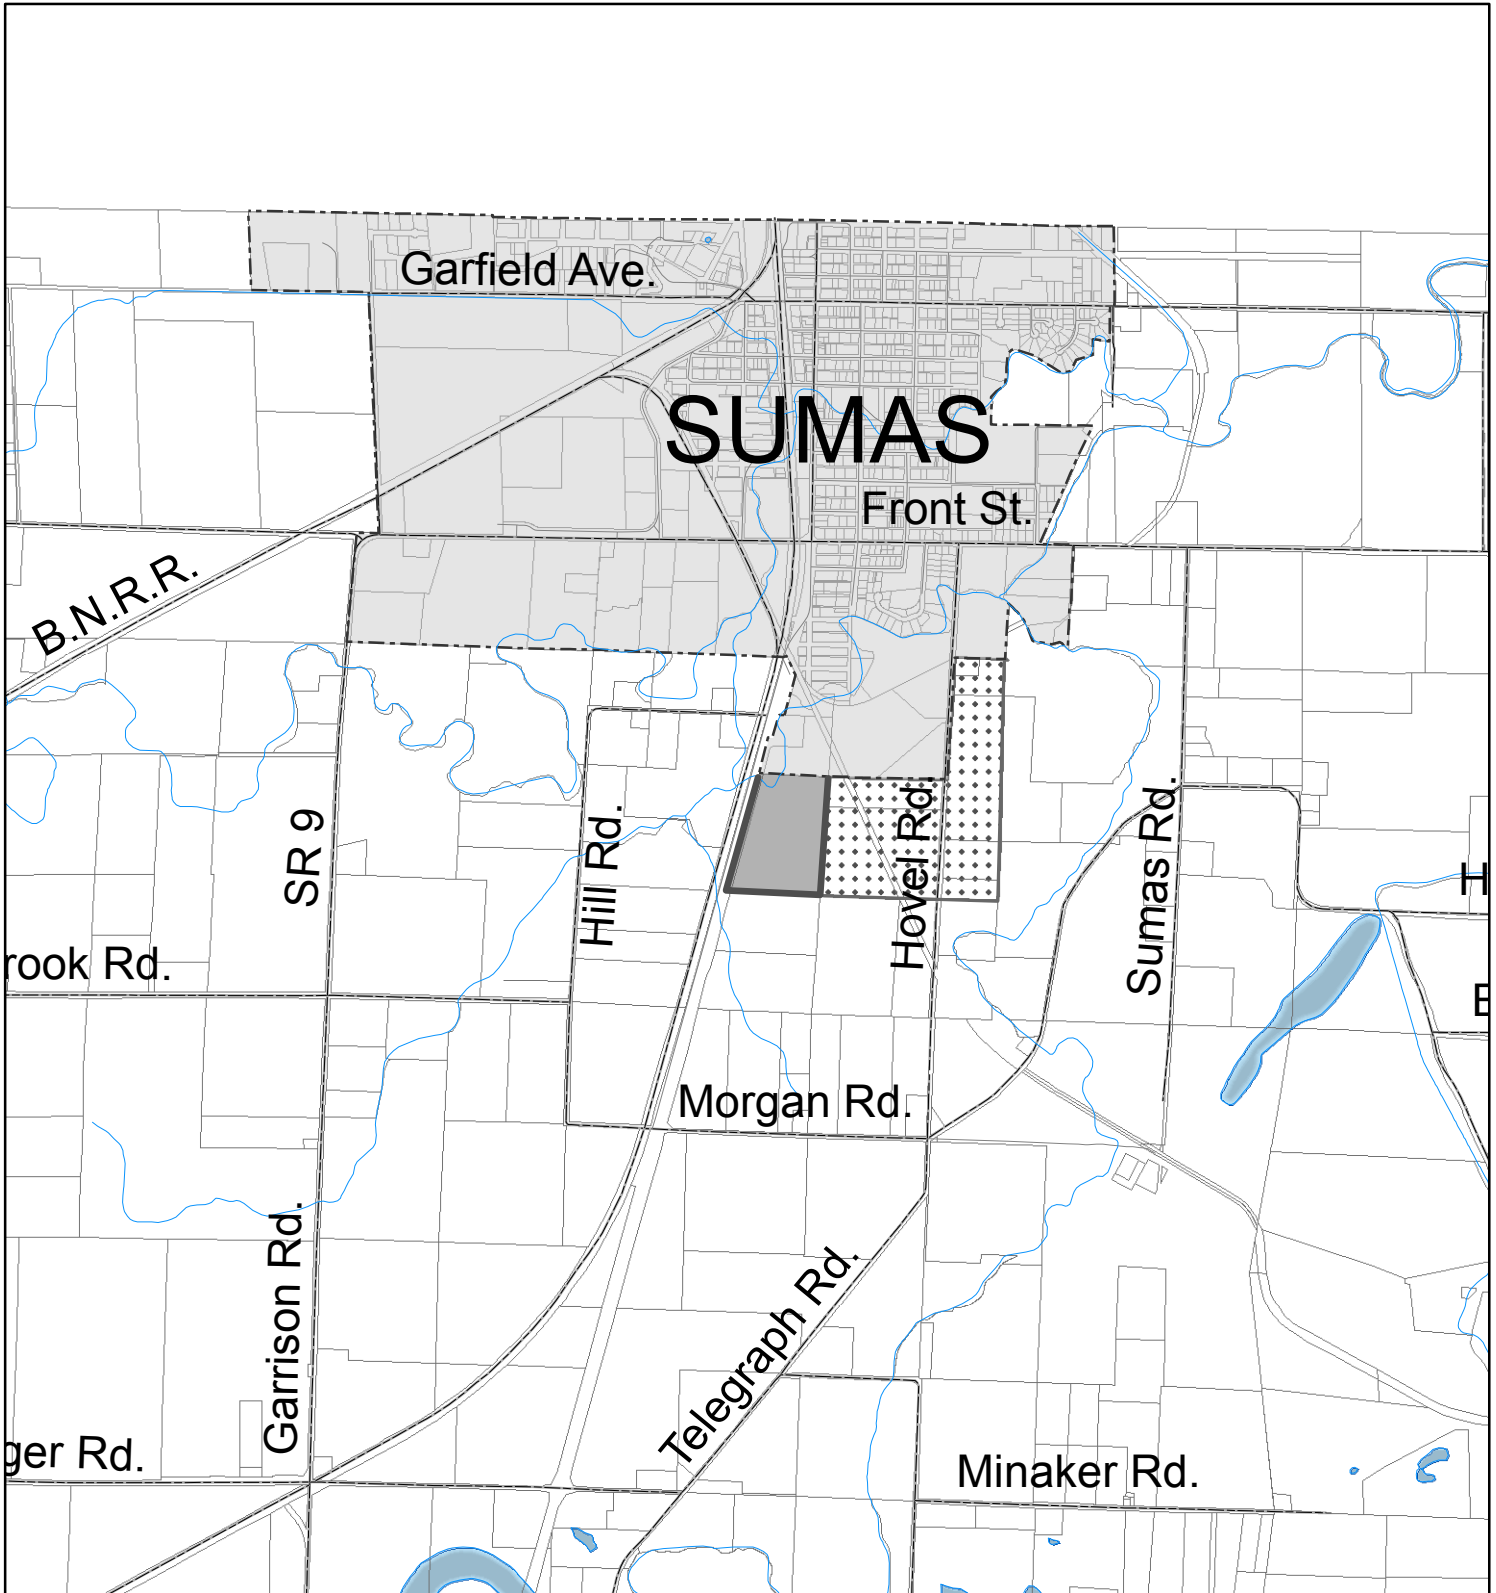 Garfield Ave.
SUMAS
Front St.
B.N.R.R.
SR 9
Hill Rd.
Hovel Rd.
Sumas Rd.
H
rook Rd.
E
Morgan Rd.
Garrison Rd.
Telegraph Rd.
ger Rd.
Minaker Rd.